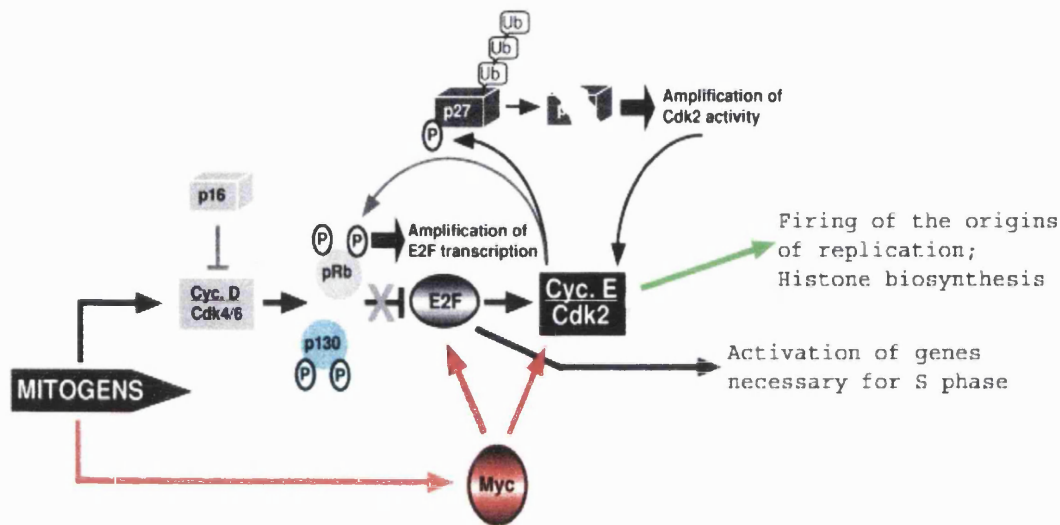 Ub
Ub
Ub
p27
P
Amplification of
Cdk2 activity
p16
P
P
Amplification of
E2F transcription
pRb
Firing of the origins
of replication;
Histone biosynthesis
Cyc. D
Cdk4/6
X
E2F
Cyc. E
Cdk2
p130
P
P
Activation of genes
necessary for S phase
MITOGENS
Myc